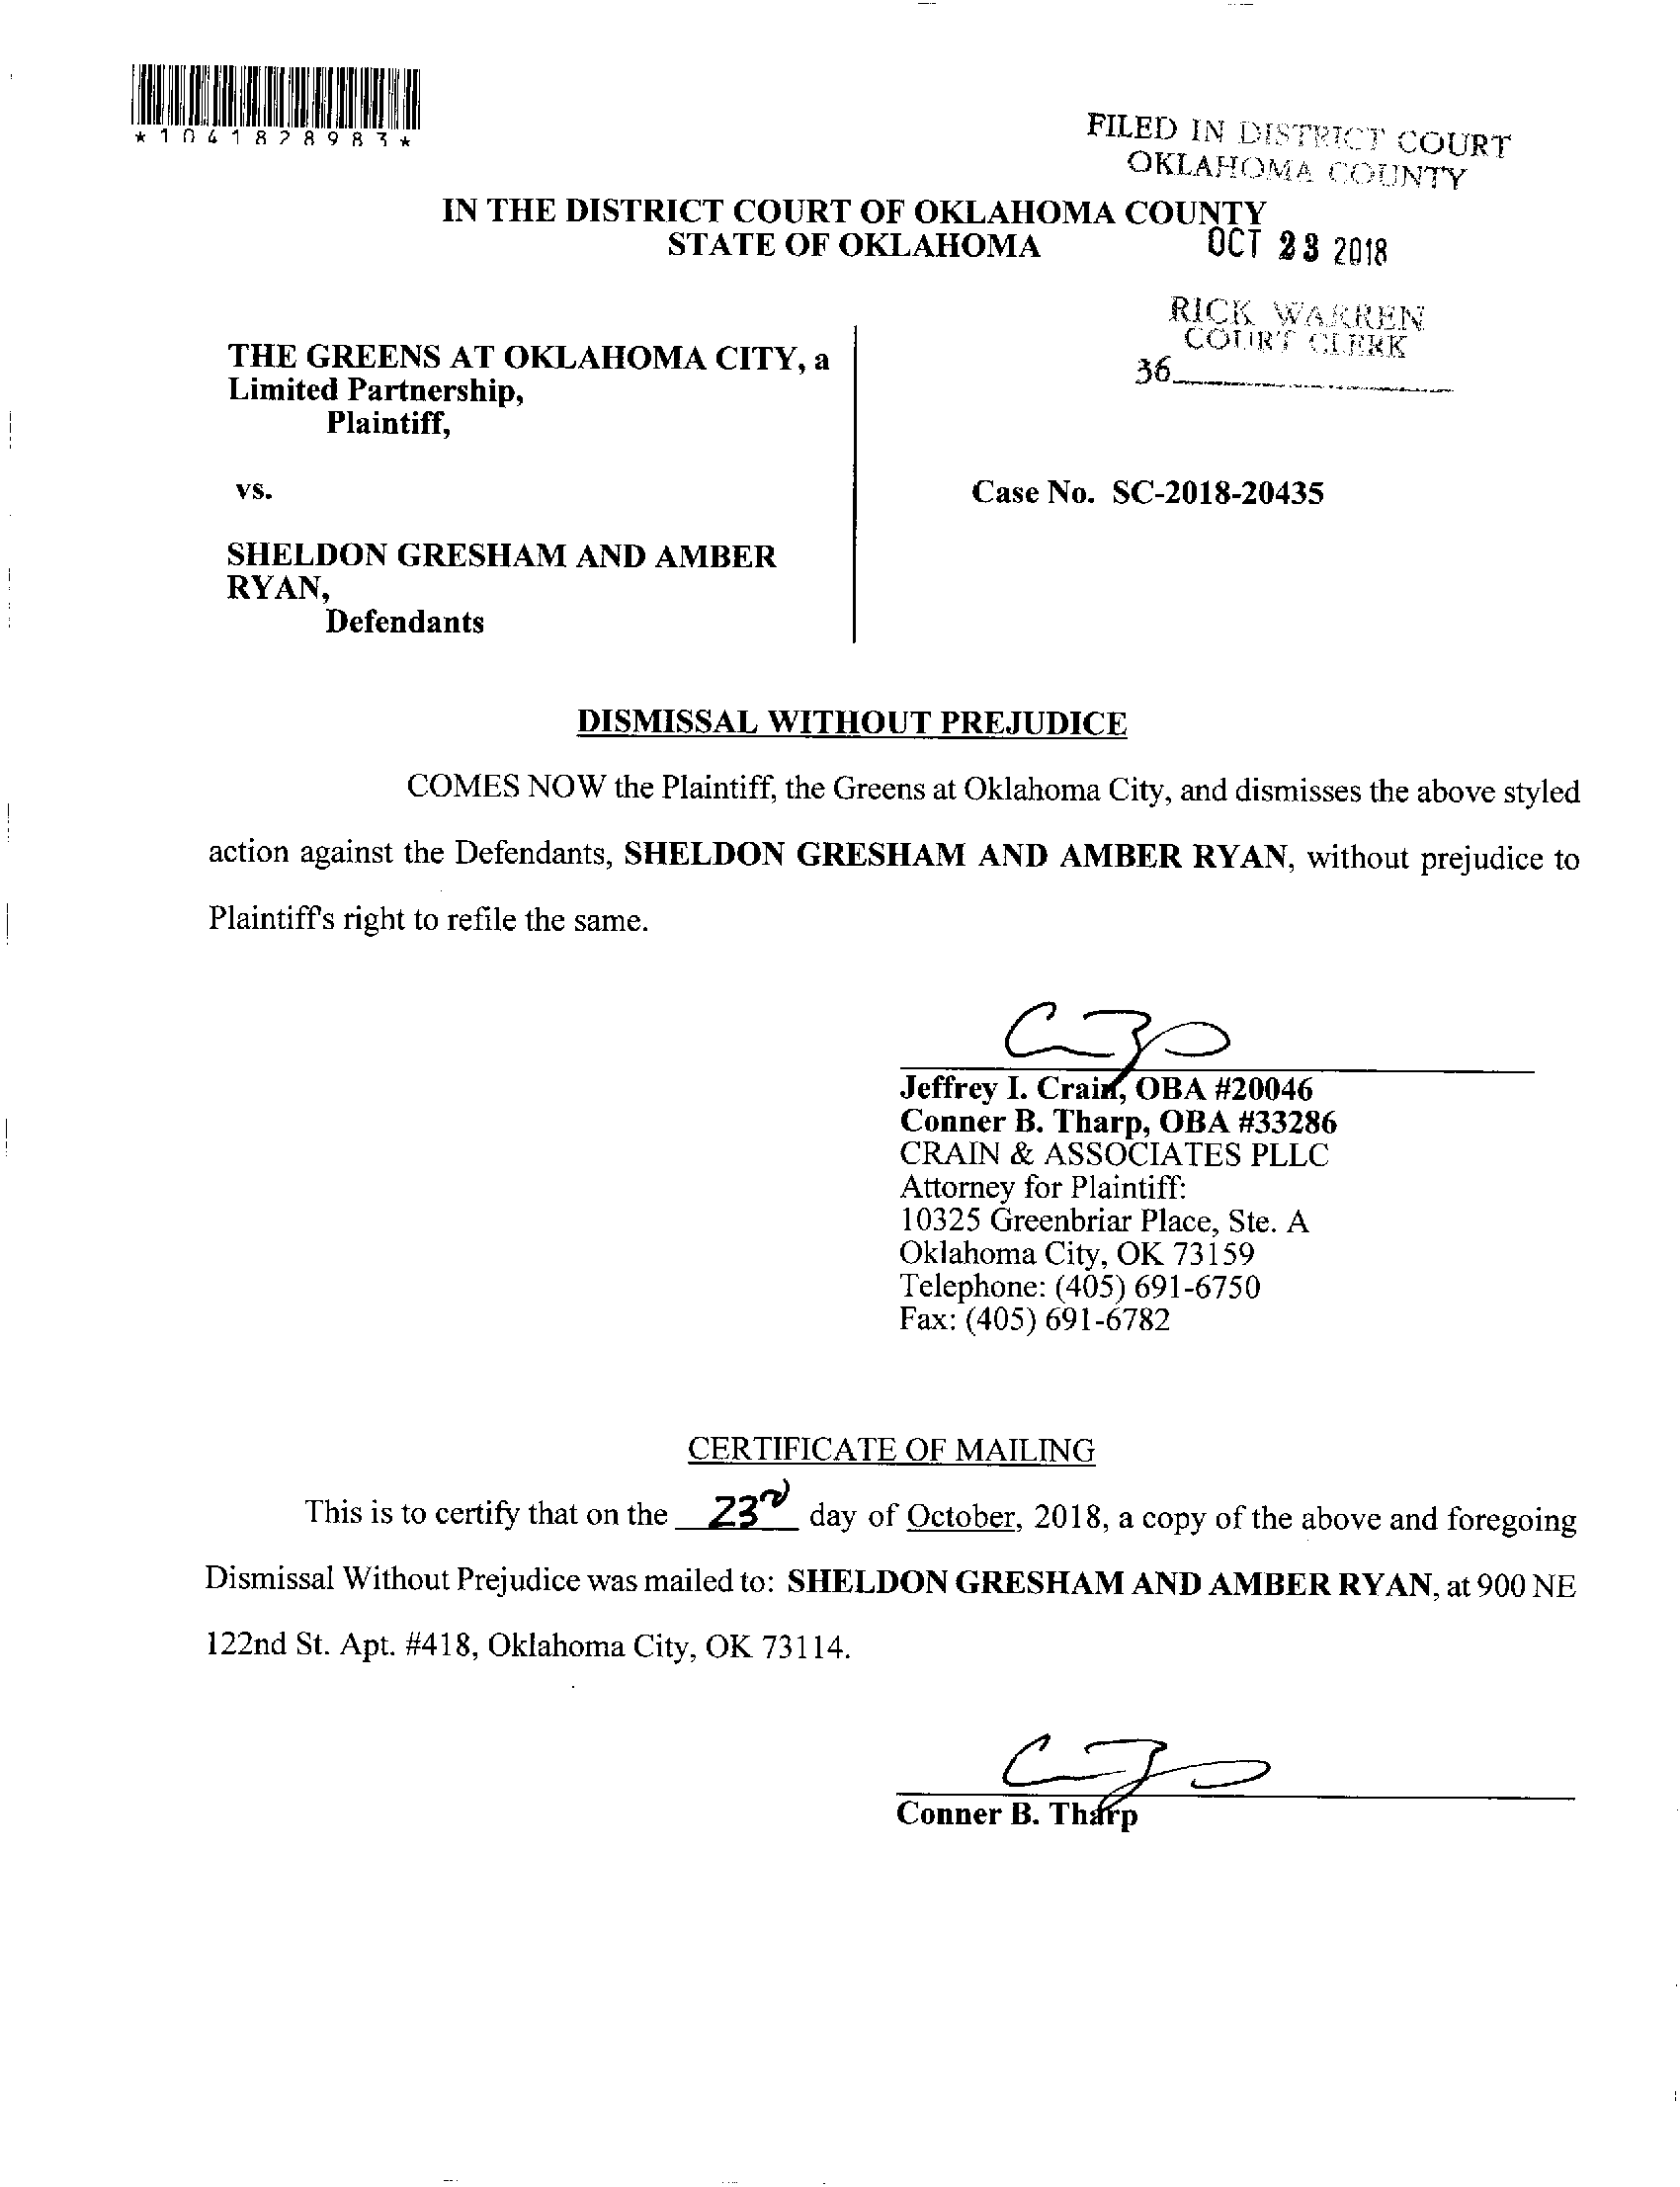 *1041828983*
FILED IN DISTRICT COURT
OKLAHOMA COUNTY
IN THE DISTRICT COURT OF OKLAHOMA COUNTY
STATE OF OKLAHOMA
OCT 23 2018
RICK WARREN
COURT CLERK
36
THE GREENS AT OKLAHOMA CITY, a
Limited Partnership,
Plaintiff,
vs.
Case No. SC-2018-20435
SHELDON GRESHAM AND AMBER
RYAN,
Defendants
DISMISSAL WITHOUT PREJUDICE
COMES NOW the Plaintiff, the Greens at Oklahoma City, and dismisses the above styled
action against the Defendants, SHELDON GRESHAM AND AMBER RYAN, without prejudice to
Plaintiff's right to refile the same.
Jeffrey I. Crain, OBA #20046
Conner B. Tharp, OBA #33286
CRAIN & ASSOCIATES PLLC
Attorney for Plaintiff:
10325 Greenbriar Place, Ste. A
Oklahoma City, OK 73159
Telephone: (405) 691-6750
Fax: (405) 691-6782
CERTIFICATE OF MAILING
This is to certify that on the 23rd day of October, 2018, a copy of the above and foregoing
Dismissal Without Prejudice was mailed to: SHELDON GRESHAM AND AMBER RYAN, at 900 NE
122nd St. Apt. #418, Oklahoma City, OK 73114.
Conner B. Tharp